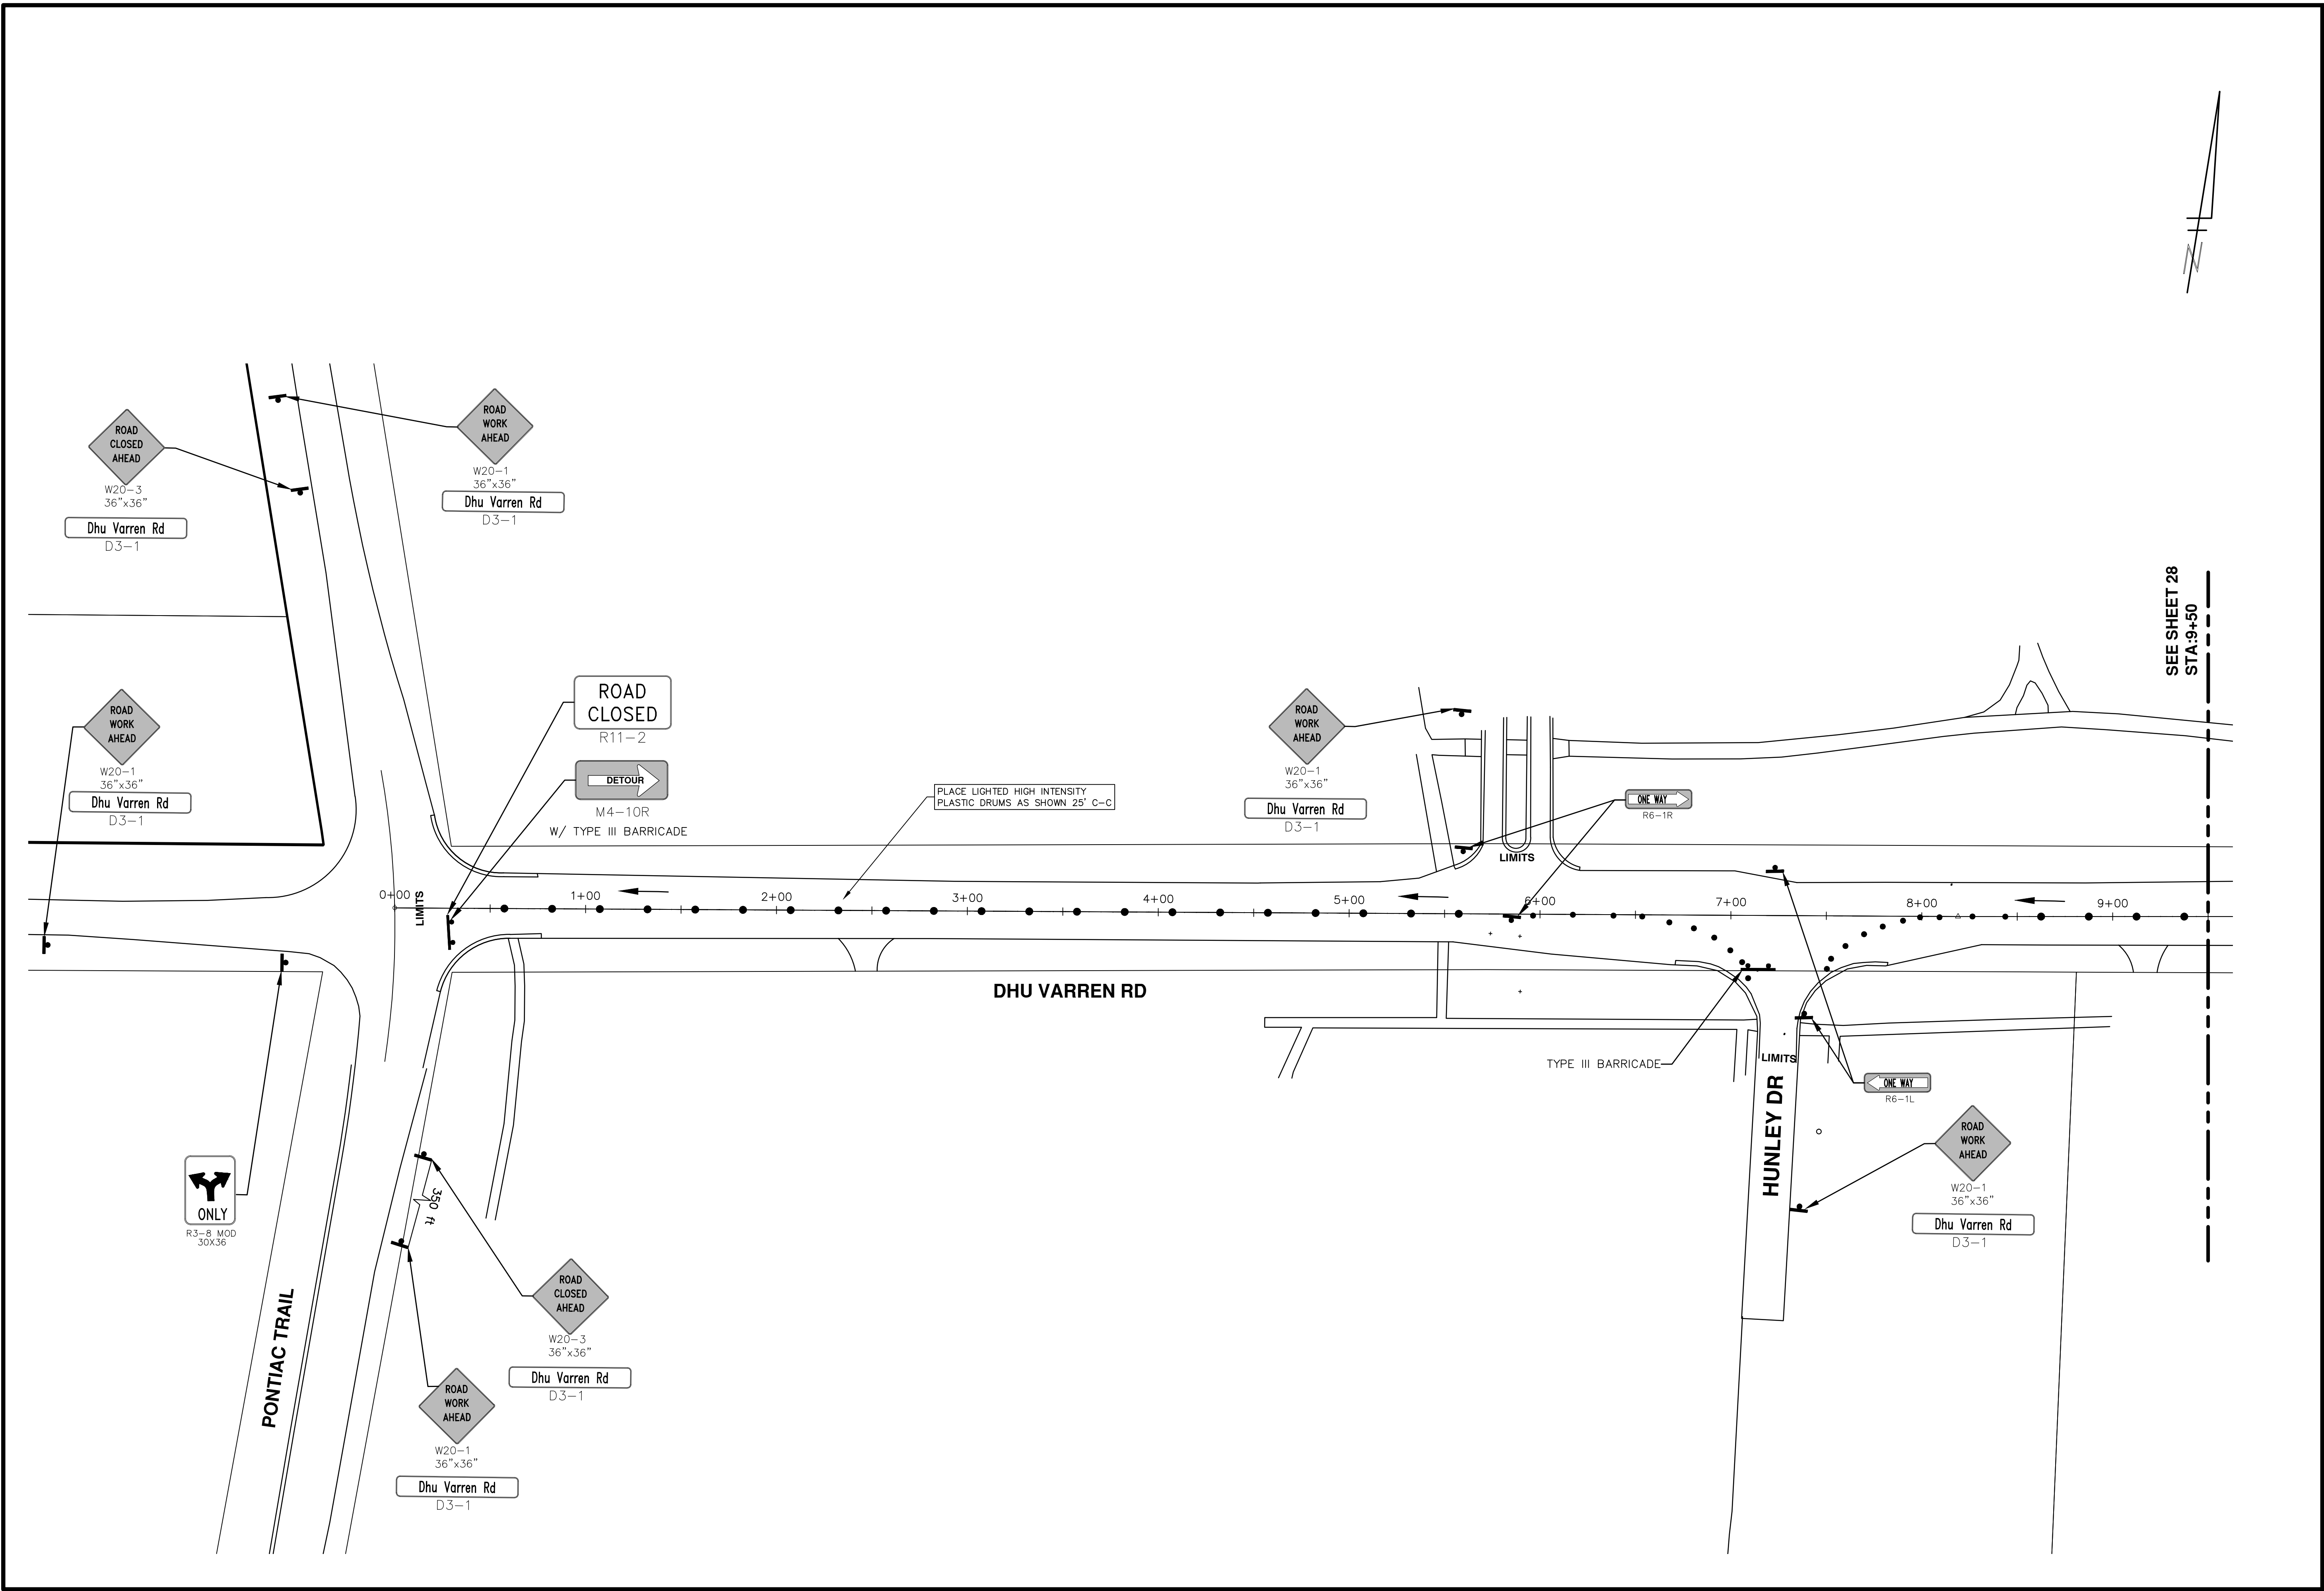 N
ROAD
CLOSED
AHEAD
W20-3
36"x36"
Dhu Varren Rd
D3-1
ROAD
WORK
AHEAD
W20-1
36"x36"
Dhu Varren Rd
D3-1
SEE SHEET 28
STA:9+50
ROAD
WORK
AHEAD
W20-1
36"x36"
Dhu Varren Rd
D3-1
ROAD
CLOSED
R11-2
DETOUR
M4-10R
W/ TYPE III BARRICADE
PLACE LIGHTED HIGH INTENSITY
PLASTIC DRUMS AS SHOWN 25' C-C
ROAD
WORK
AHEAD
W20-1
36"x36"
Dhu Varren Rd
D3-1
ONE WAY
R6-1R
LIMITS
0+00
LIMITS
1+00
2+00
3+00
4+00
5+00
6+00
7+00
8+00
9+00
DHU VARREN RD
TYPE III BARRICADE
LIMITS
HUNLEY DR
ONE WAY
R6-1L
ROAD
WORK
AHEAD
W20-1
36"x36"
Dhu Varren Rd
D3-1
ONLY
R3-8 MOD
30X36
350 ft
PONTIAC TRAIL
ROAD
CLOSED
AHEAD
W20-3
36"x36"
Dhu Varren Rd
D3-1
ROAD
WORK
AHEAD
W20-1
36"x36"
Dhu Varren Rd
D3-1